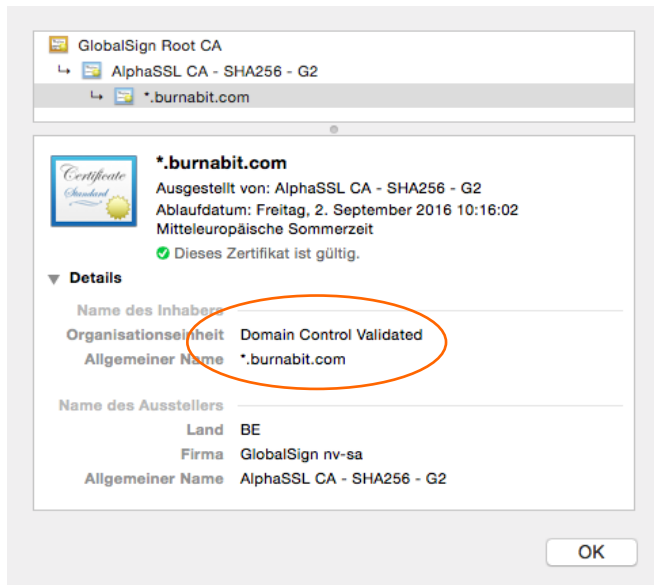 GlobalSign Root CA
AlphaSSL CA - SHA256 - G2
*.burnabit.com
Certificate
Standard
*.burnabit.com
Ausgestellt von: AlphaSSL CA - SHA256 - G2
Ablaufdatum: Freitag, 2. September 2016 10:16:02
Mitteleuropäische Sommerzeit
Dieses Zertifikat ist gültig.
Details
Name des Inhabers
Organisationseinheit Domain Control Validated
Allgemeiner Name *.burnabit.com
Name des Ausstellers
Land BE
Firma GlobalSign nv-sa
Allgemeiner Name AlphaSSL CA - SHA256 - G2
OK